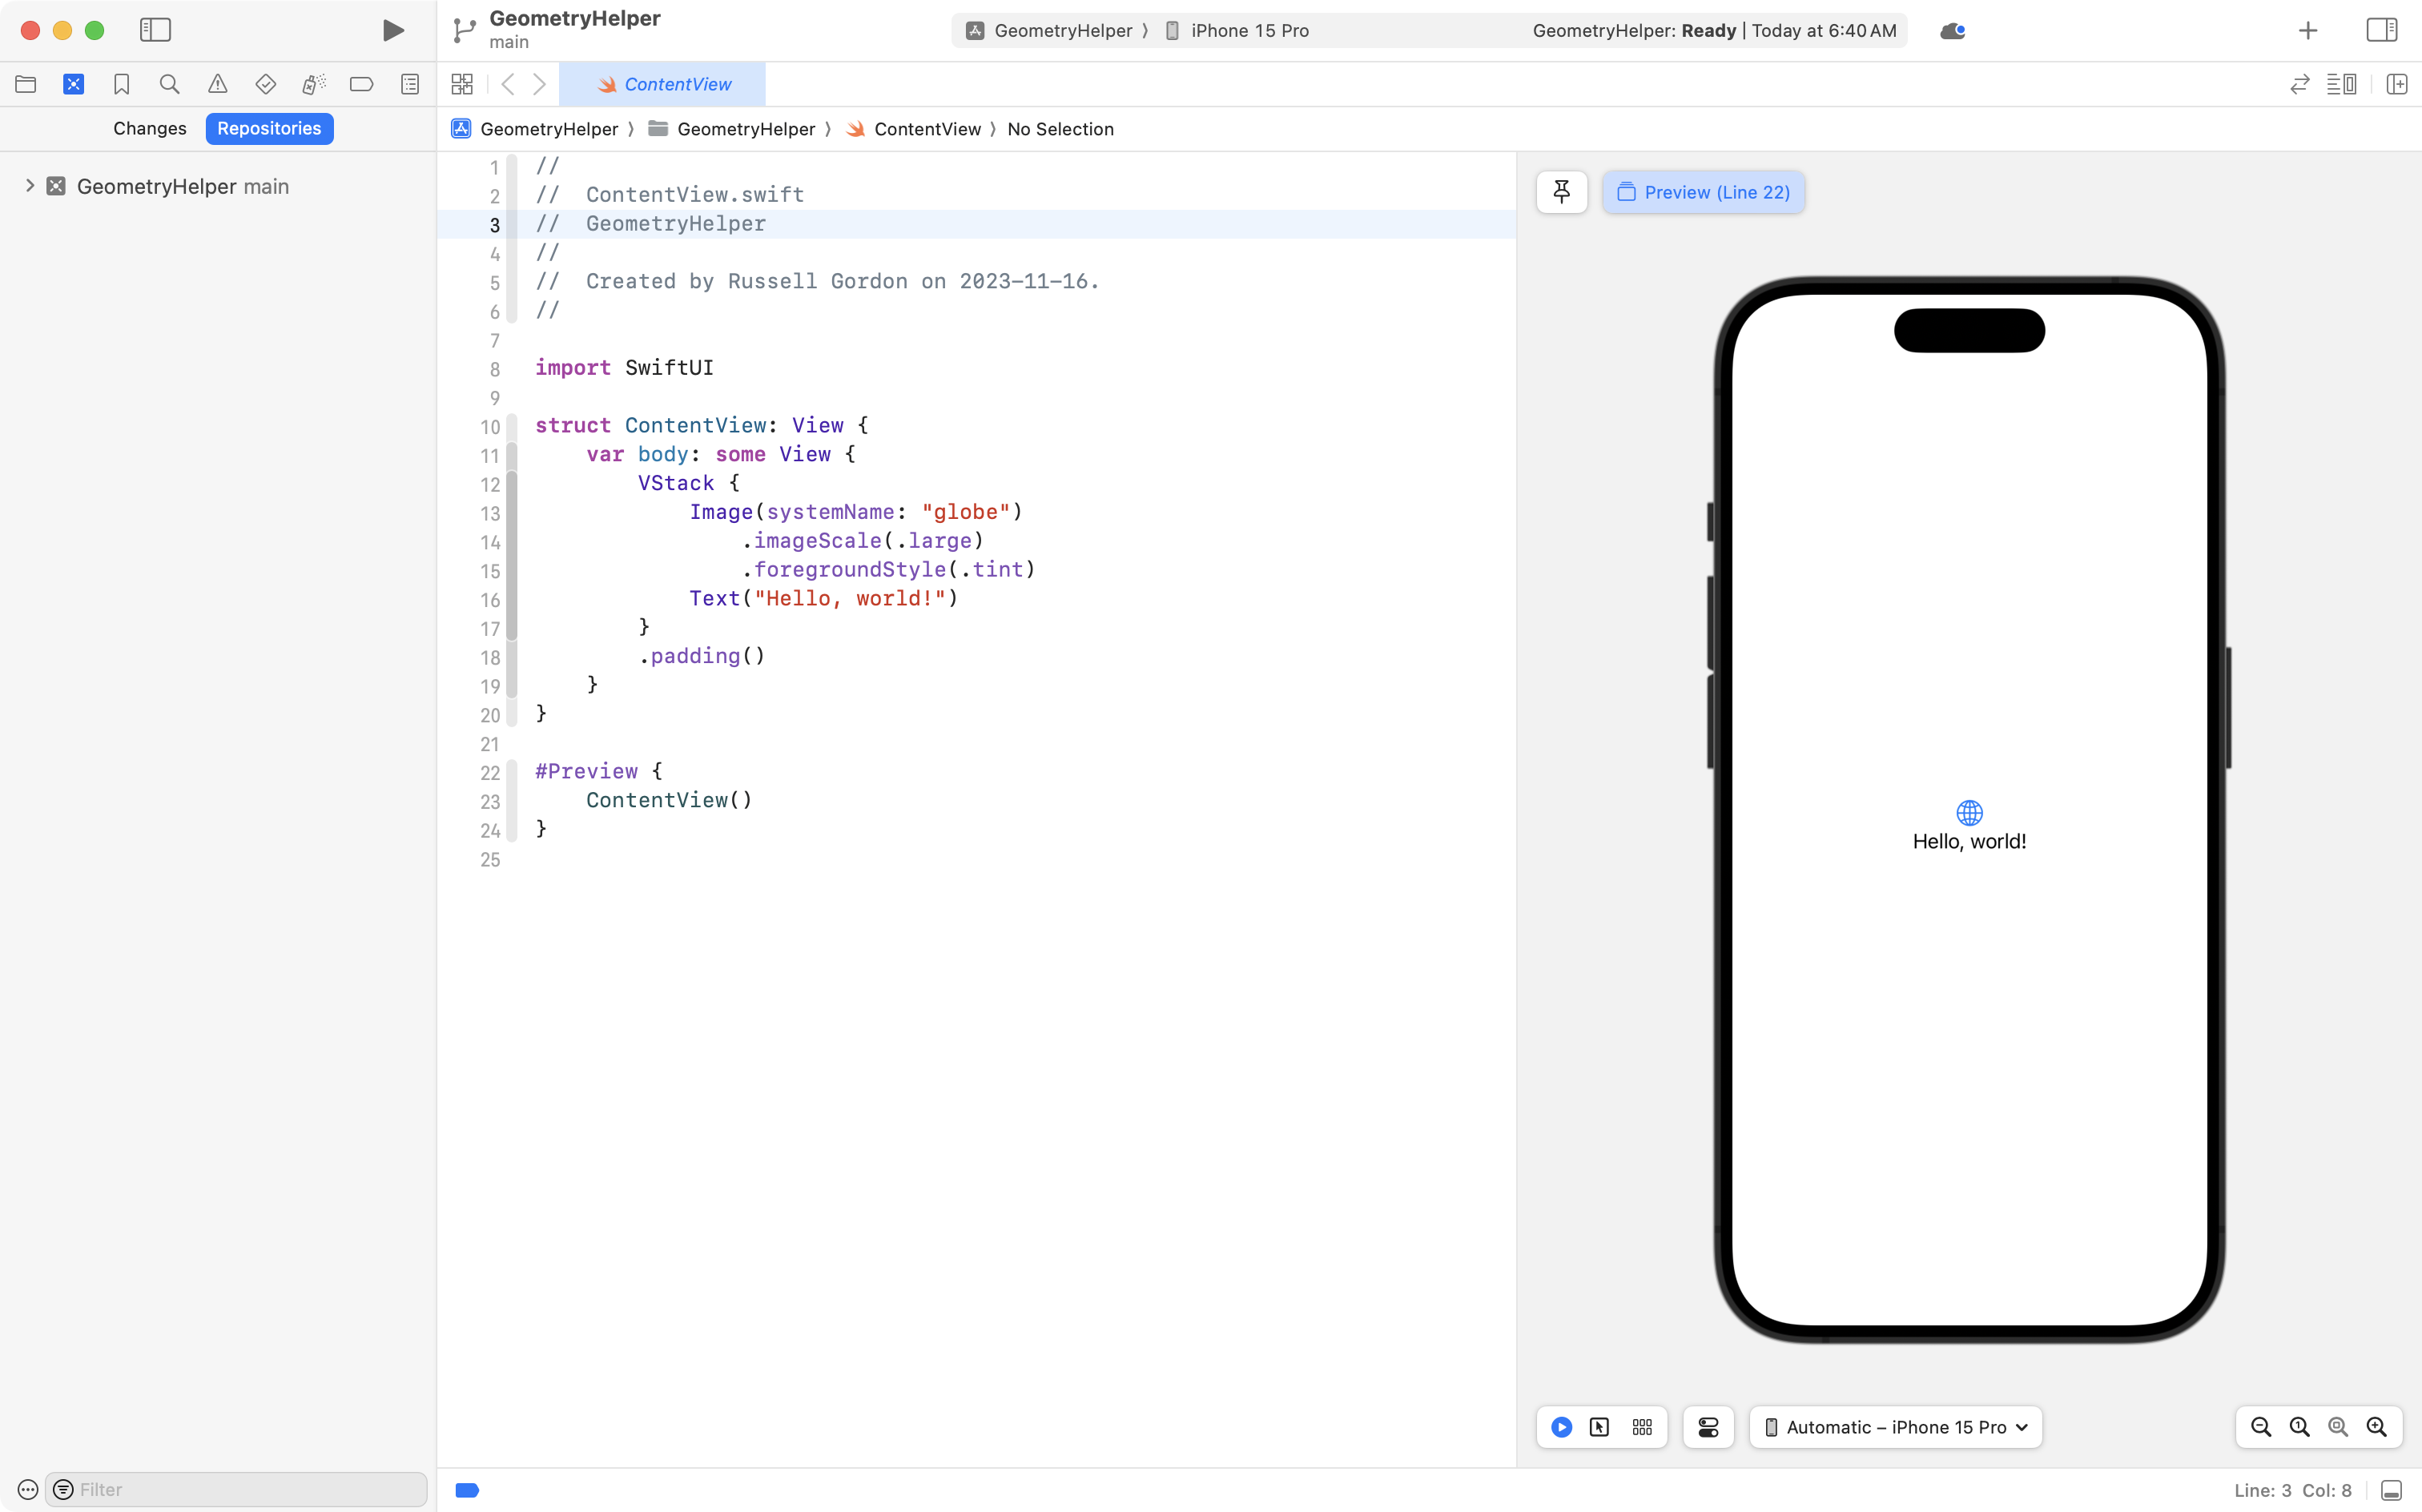 GeometryHelper
main
GeometryHelper 〉 iPhone 15 Pro
GeometryHelper: Ready | Today at 6:40 AM
ContentView
Changes Repositories
GeometryHelper 〉 GeometryHelper 〉 ContentView 〉 No Selection
GeometryHelper main
1 //
2 //  ContentView.swift
3 //  GeometryHelper
4 //
5 //  Created by Russell Gordon on 2023-11-16.
6 //
7
8 import SwiftUI
9
10 struct ContentView: View {
11     var body: some View {
12         VStack {
13             Image(systemName: "globe")
14                 .imageScale(.large)
15                 .foregroundStyle(.tint)
16             Text("Hello, world!")
17         }
18         .padding()
19     }
20 }
21
22 #Preview {
23     ContentView()
24 }
25
Preview (Line 22)
Hello, world!
Automatic – iPhone 15 Pro
Filter
Line: 3 Col: 8